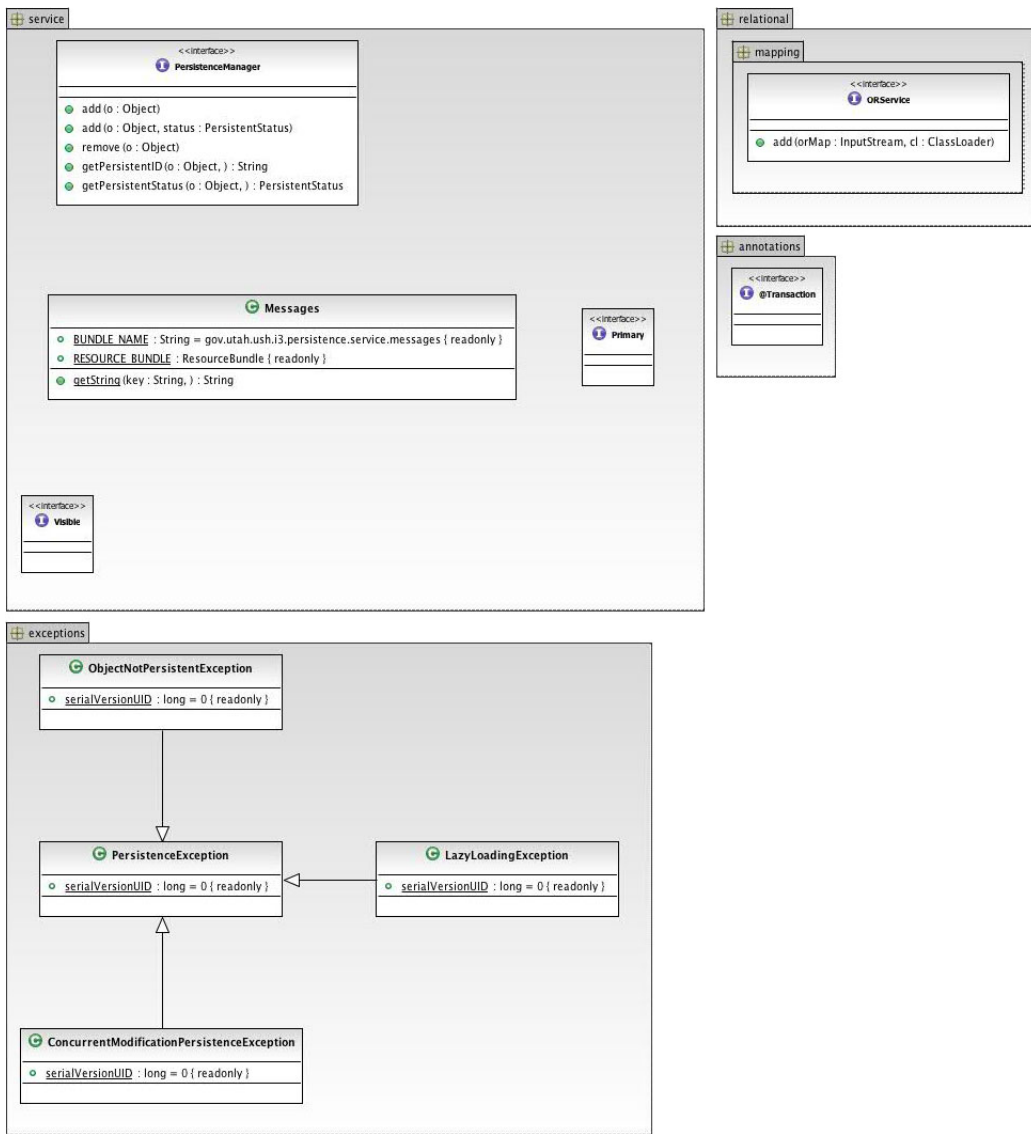 service
<<interface>>
PersistenceManager
add (o : Object)
add (o : Object, status : PersistentStatus)
remove (o : Object)
getPersistentID (o : Object, ) : String
getPersistentStatus (o : Object, ) : PersistentStatus
Messages
BUNDLE_NAME : String = gov.utah.ush.i3.persistence.service.messages { readonly }
RESOURCE_BUNDLE : ResourceBundle { readonly }
getString (key : String, ) : String
<<interface>>
Primary
<<interface>>
Visible
relational
mapping
<<interface>>
ORService
add (orMap : InputStream, cl : ClassLoader)
annotations
<<interface>>
@Transaction
exceptions
ObjectNotPersistentException
serialVersionUID : long = 0 { readonly }
PersistenceException
serialVersionUID : long = 0 { readonly }
LazyLoadingException
serialVersionUID : long = 0 { readonly }
ConcurrentModificationPersistenceException
serialVersionUID : long = 0 { readonly }